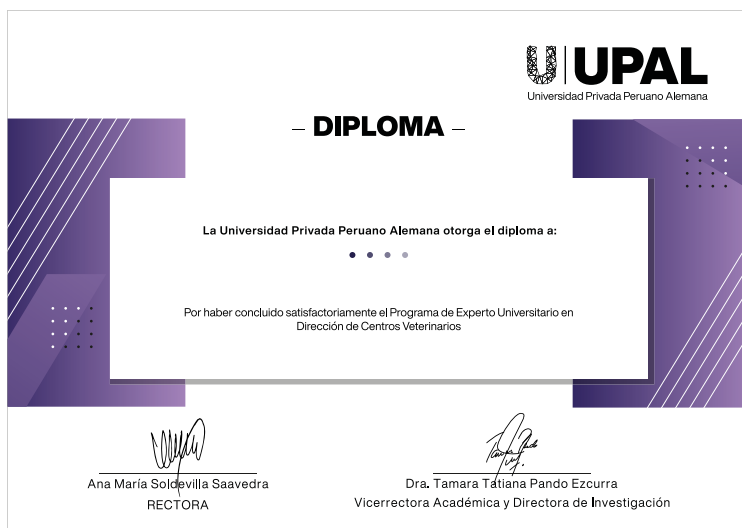 UPAL
Universidad Privada Peruano Alemana
– DIPLOMA –
La Universidad Privada Peruano Alemana otorga el diploma a:
Por haber concluido satisfactoriamente el Programa de Experto Universitario en
Dirección de Centros Veterinarios
Ana María Soldevilla Saavedra
RECTORA
Dra. Tamara Tatiana Pando Ezcurra
Vicerrectora Académica y Directora de Investigación